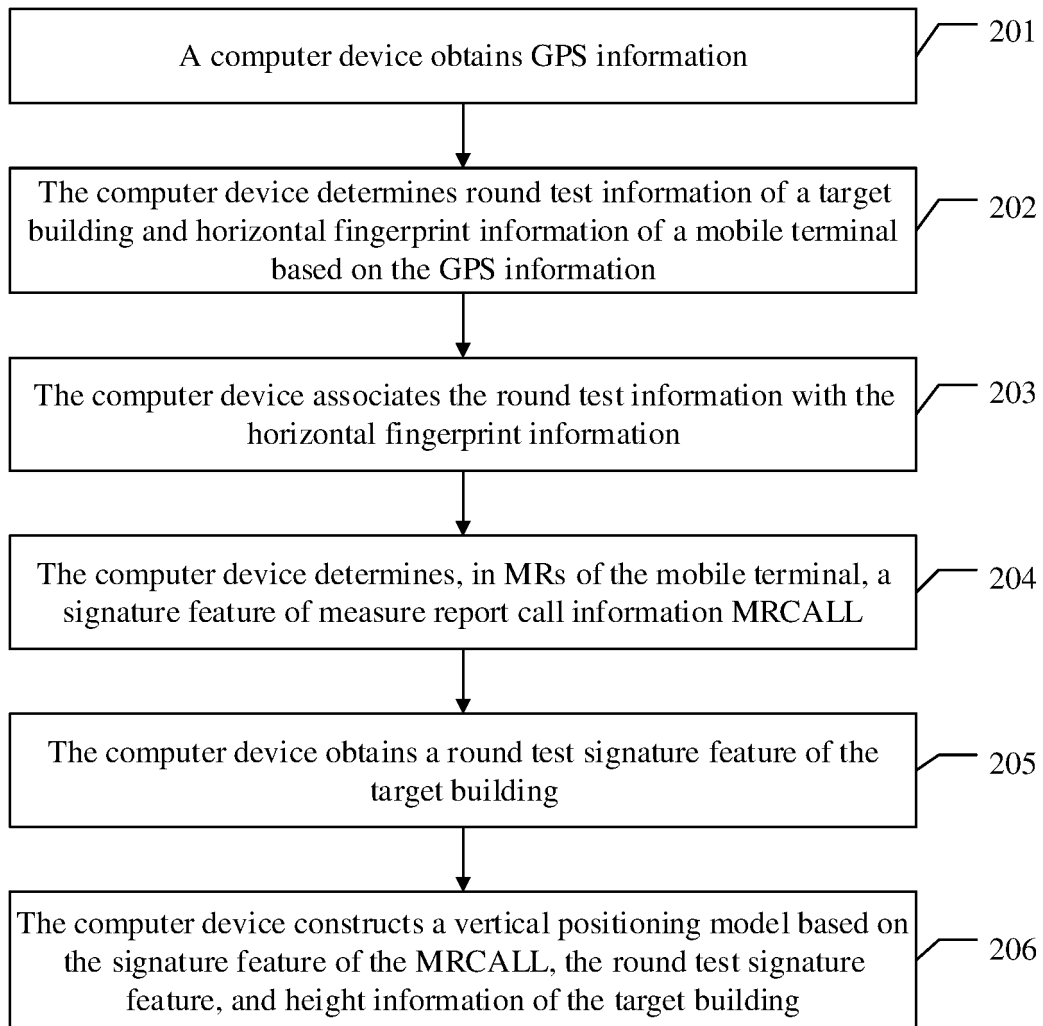 A computer device obtains GPS information
201
The computer device determines round test information of a target
building and horizontal fingerprint information of a mobile terminal
based on the GPS information
202
The computer device associates the round test information with the
horizontal fingerprint information
203
The computer device determines, in MRs of the mobile terminal, a
signature feature of measure report call information MRCALL
204
The computer device obtains a round test signature feature of the
target building
205
The computer device constructs a vertical positioning model based on
the signature feature of the MRCALL, the round test signature
feature, and height information of the target building
206